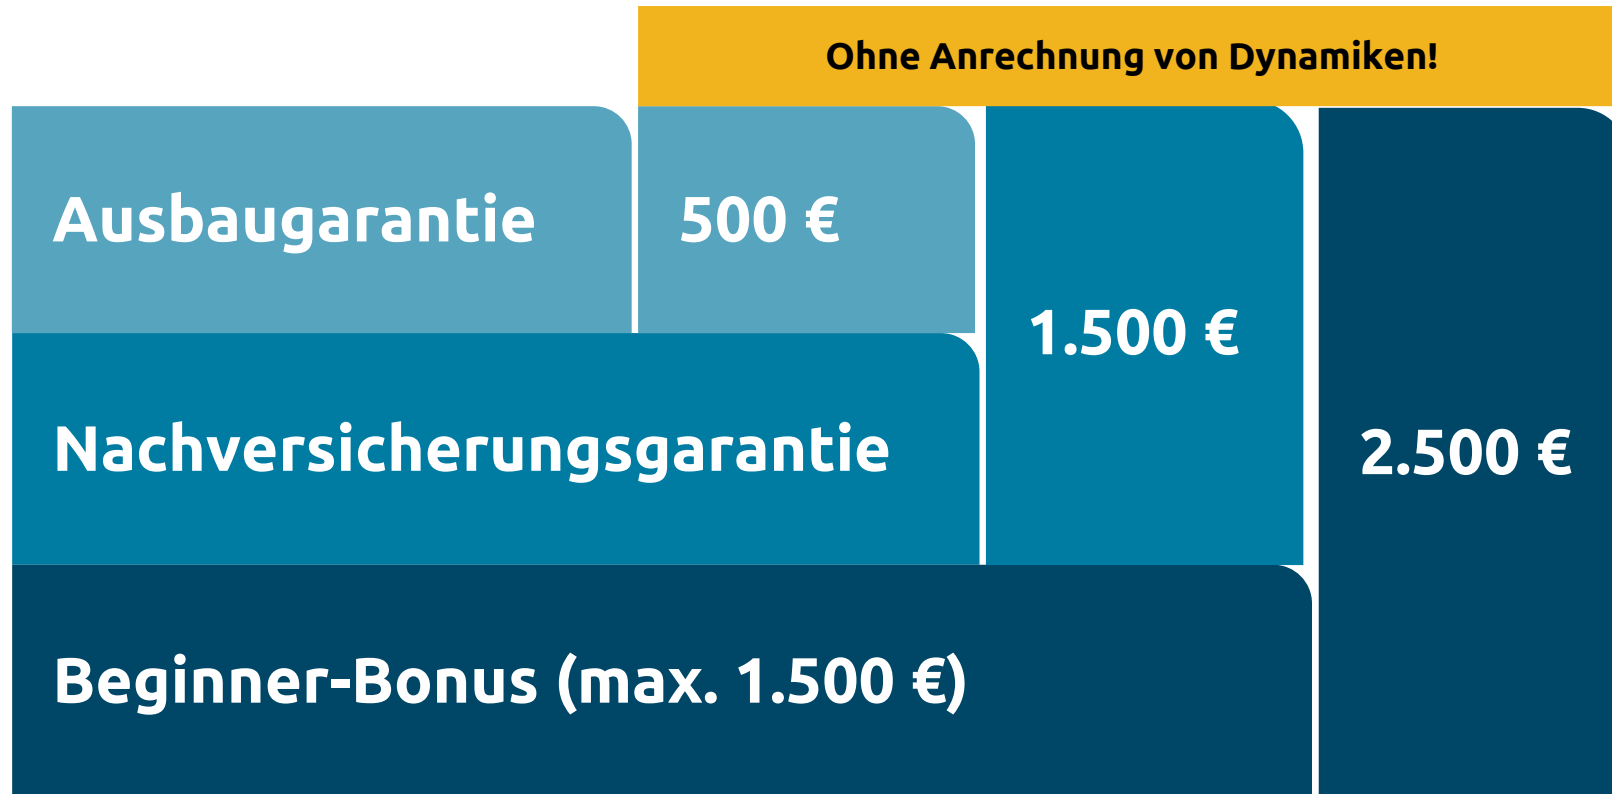 Ohne Anrechnung von Dynamiken!
Ausbaugarantie
500 €
1.500 €
Nachversicherungsgarantie
2.500 €
Beginner-Bonus (max. 1.500 €)